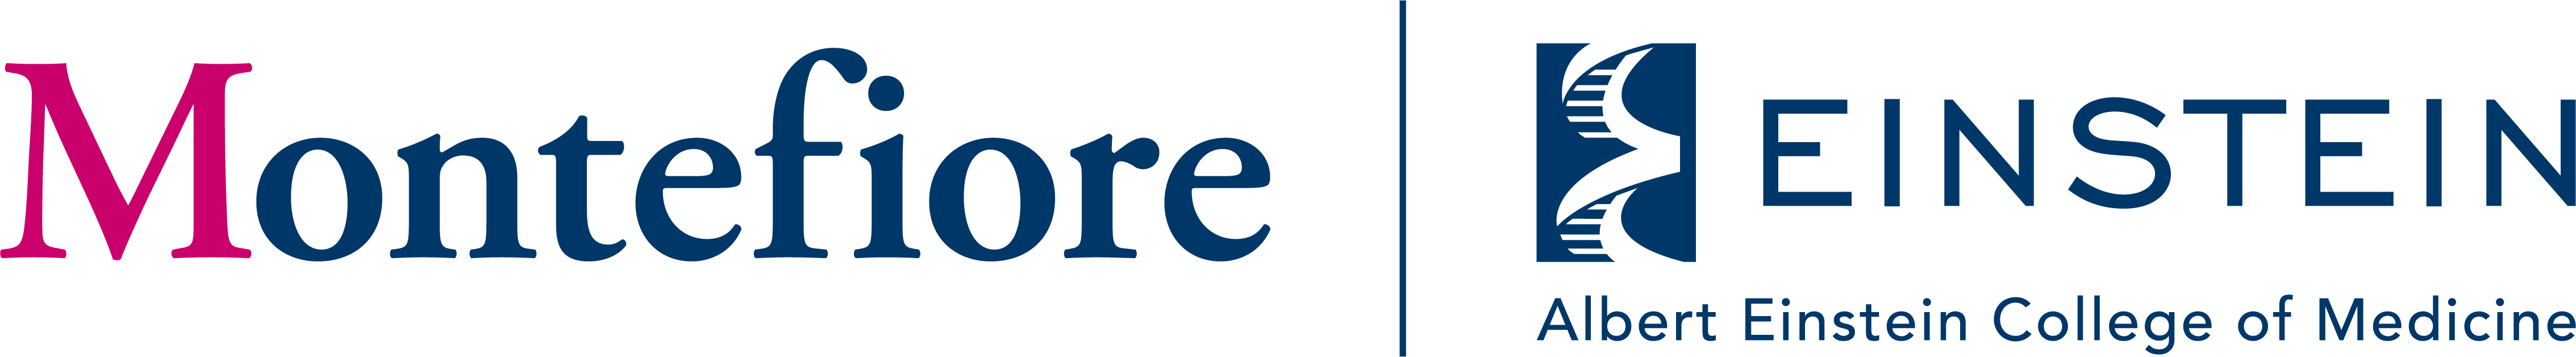 Montefiore
EINSTEIN
Albert Einstein College of Medicine